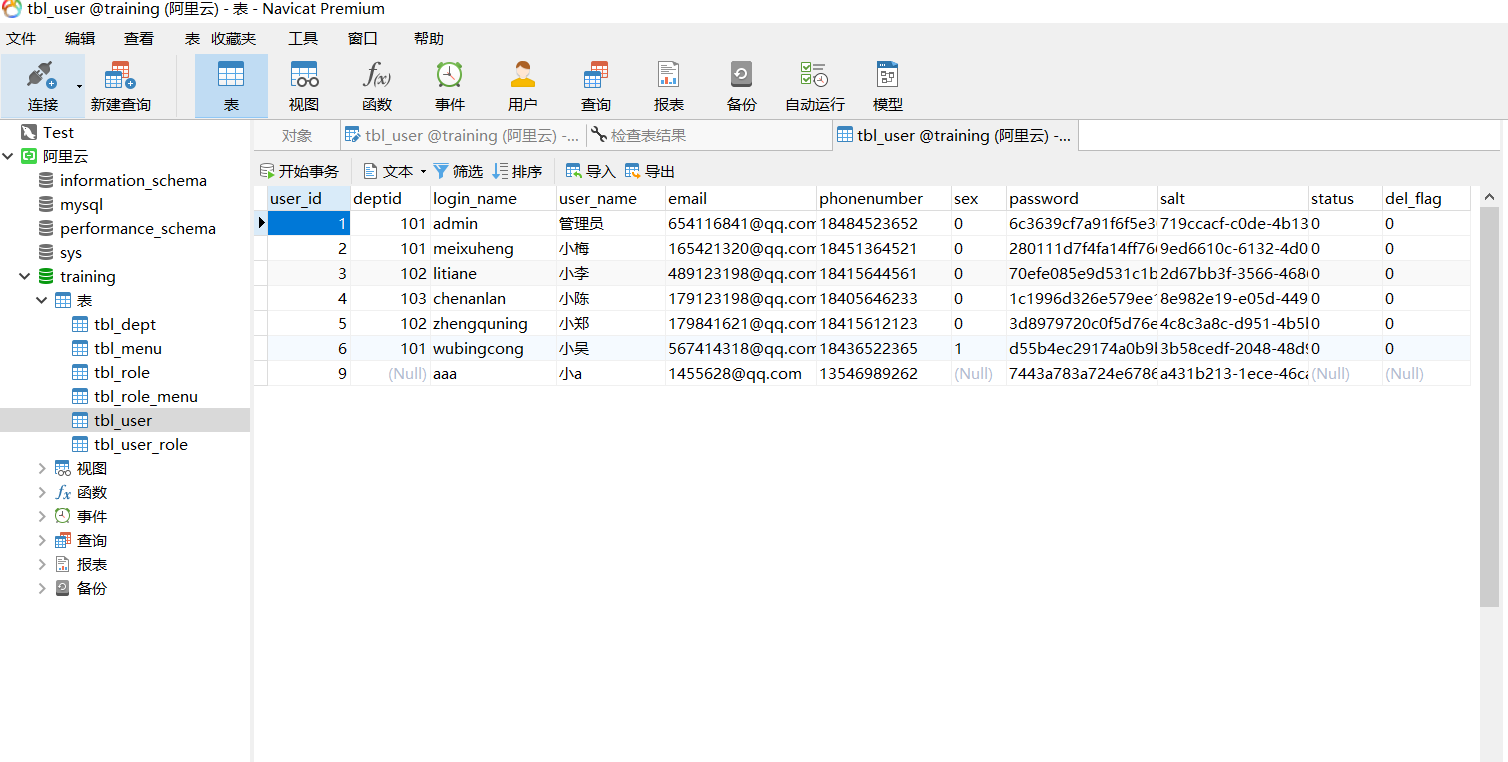 tbl_user @training (阿里云) - 表 - Navicat Premium
文件 编辑 查看 表 收藏夹 工具 窗口 帮助
连接 新建查询 表 视图 函数 事件 用户 查询 报表 备份 自动运行 模型
Test
阿里云
information_schema
mysql
performance_schema
sys
training
表
tbl_dept
tbl_menu
tbl_role
tbl_role_menu
tbl_user
tbl_user_role
视图
函数
事件
查询
报表
备份
对象 tbl_user @training (阿里云) -... 检查表结果 tbl_user @training (阿里云) -...
开始事务 文本 筛选 排序 导入 导出
user_id deptid login_name user_name email phonenumber sex password salt status del_flag
1 101 admin 管理员 654116841@qq.com 18484523652 0 6c3639cf7a91f6f5e3 719ccacf-c0de-4b13 0 0
2 101 meixuheng 小梅 165421320@qq.com 18451364521 0 280111d7f4fa14ff76 9ed6610c-6132-4d0 0 0
3 102 litiane 小李 489123198@qq.com 18415644561 0 70efe085e9d531c1b 2d67bb3f-3566-468 0 0
4 103 chenanlan 小陈 179123198@qq.com 18405646233 0 1c1996d326e579ee 8e982e19-e05d-449 0 0
5 102 zhengquning 小郑 179841621@qq.com 18415612123 0 3d8979720c0f5d76e 4c8c3a8c-d951-4b5 0 0
6 101 wubingcong 小吴 567414318@qq.com 18436522365 1 d55b4ec29174a0b9 3b58cedf-2048-48d 0 0
9 (Null) aaa 小a 1455628@qq.com 13546989262 (Null) 7443a783a724e6786 a431b213-1ece-46ca (Null) (Null)